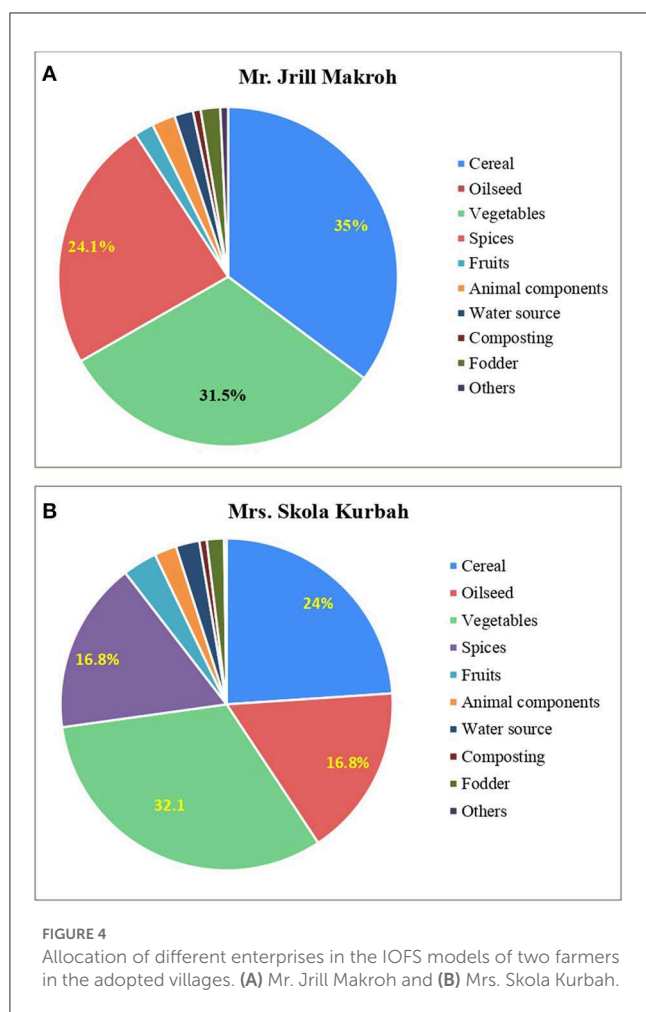 A
Mr. Jrill Makroh
35%
24.1%
31.5%
Cereal
Oilseed
Vegetables
Spices
Fruits
Animal components
Water source
Composting
Fodder
Others
B
Mrs. Skola Kurbah
24%
16.8%
16.8%
32.1
Cereal
Oilseed
Vegetables
Spices
Fruits
Animal components
Water source
Composting
Fodder
Others
FIGURE 4
Allocation of different enterprises in the IOFS models of two farmers
in the adopted villages. (A) Mr. Jrill Makroh and (B) Mrs. Skola Kurbah.